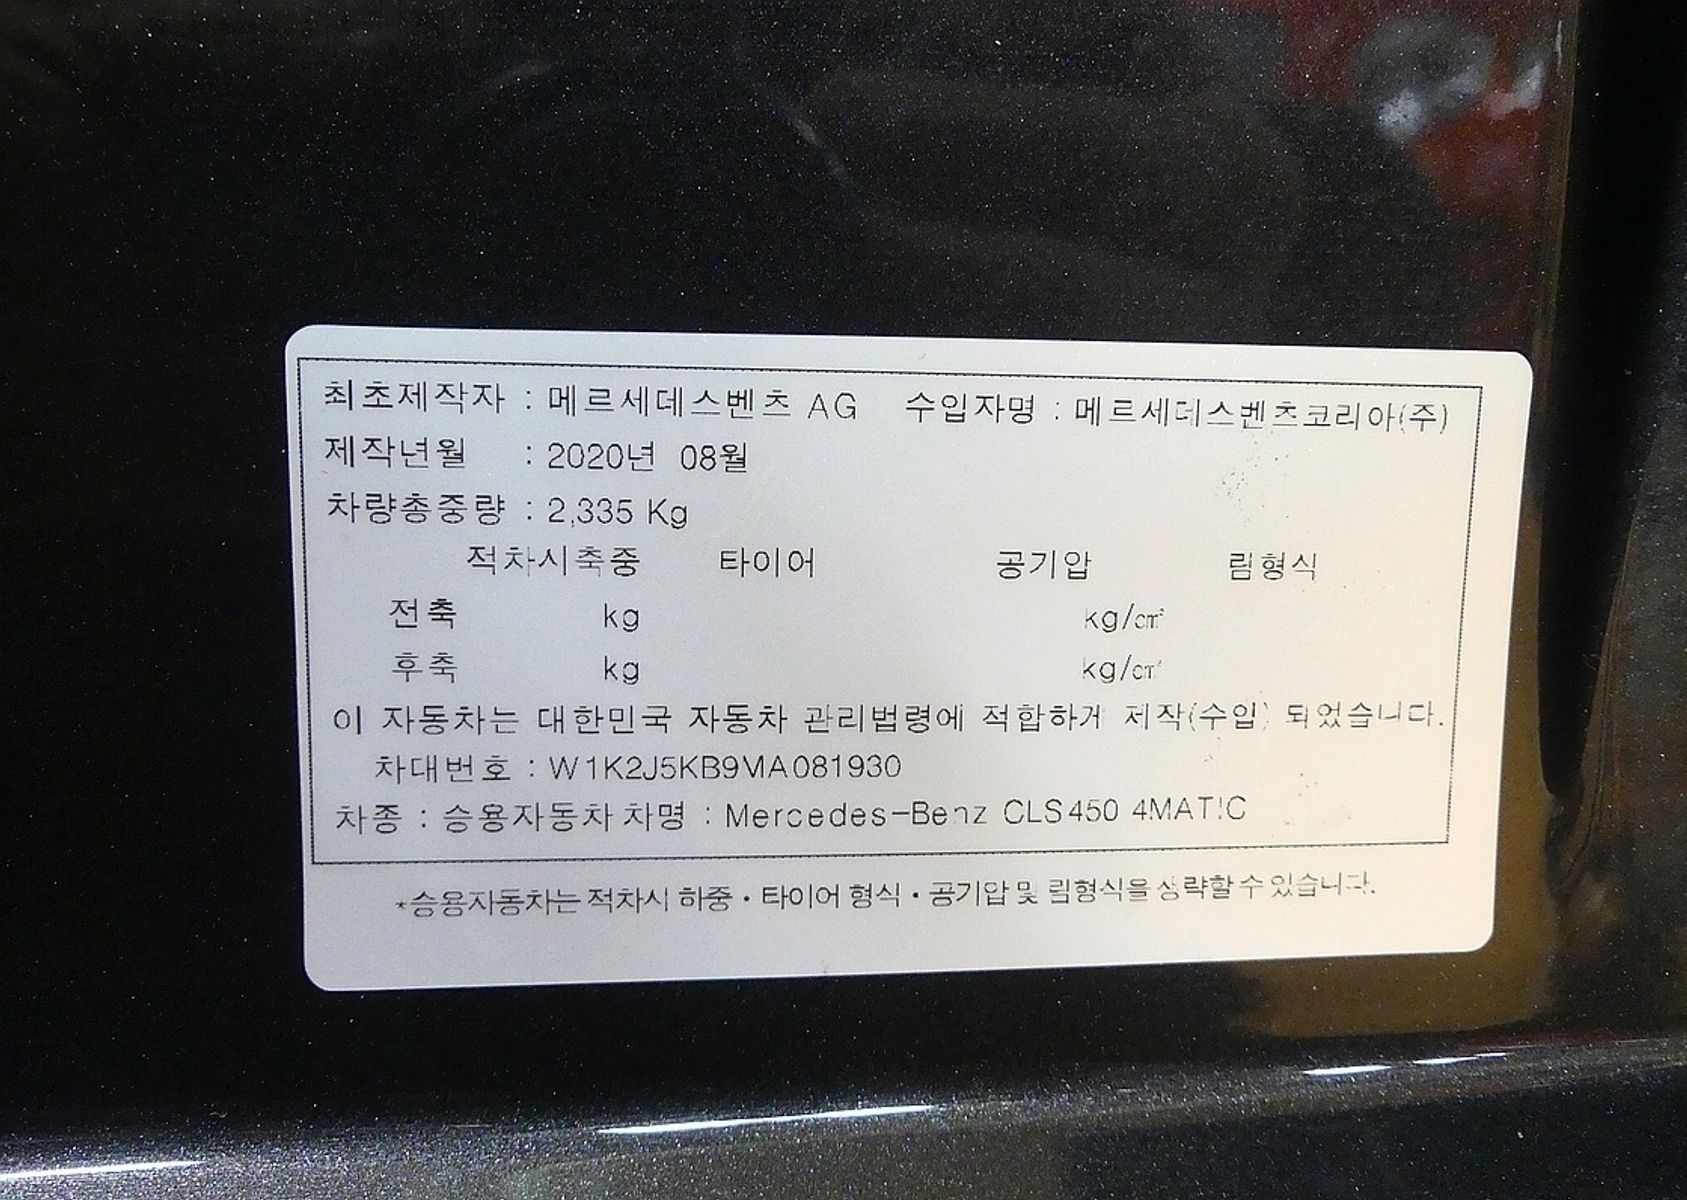 최초제작자 : 메르세데스벤츠 AG 수입자명 : 메르세데스벤츠코리아(주)
제작년월 : 2020년 08월
차량총중량 : 2,335 Kg
적차시축중 타이어 공기압 림형식
전축 kg kg/㎠
후축 kg kg/㎠
이 자동차는 대한민국 자동차 관리법령에 적합하게 제작(수입) 되었습니다.
차대번호 : W1K2J5KB9MA081930
차종 : 승용자동차 차명 : Mercedes-Benz CLS450 4MATIC
*승용자동차는 적차시 하중·타이어 형식·공기압 및 림형식을 생략할 수 있습니다.